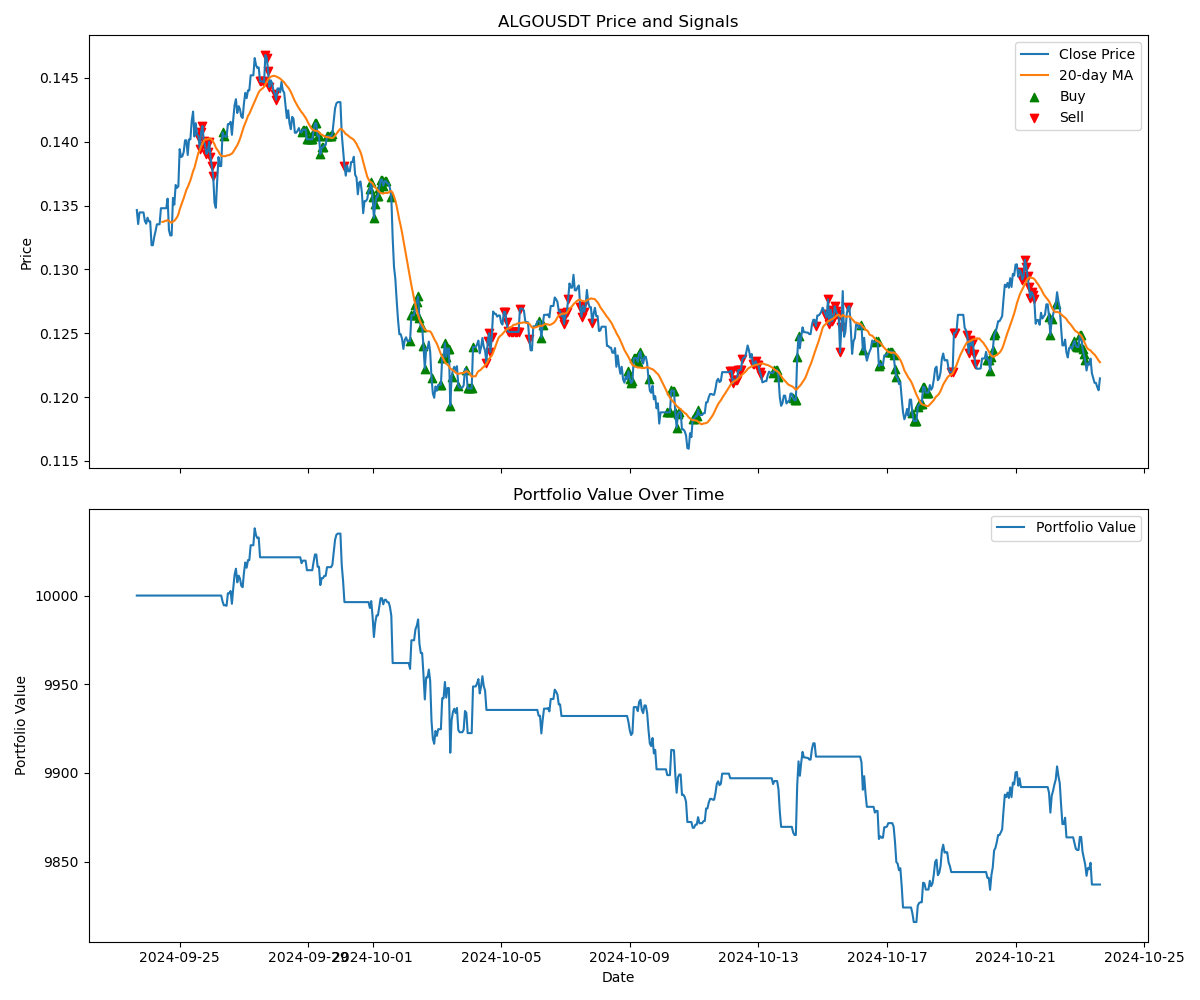 ALGOUSDT Price and Signals
Price
0.145
0.140
0.135
0.130
0.125
0.120
0.115
Close Price
20-day MA
Buy
Sell
Portfolio Value Over Time
Portfolio Value
10000
9950
9900
9850
Portfolio Value
2024-09-25
2024-09-29
2024-10-01
2024-10-05
2024-10-09
2024-10-13
2024-10-17
2024-10-21
2024-10-25
Date